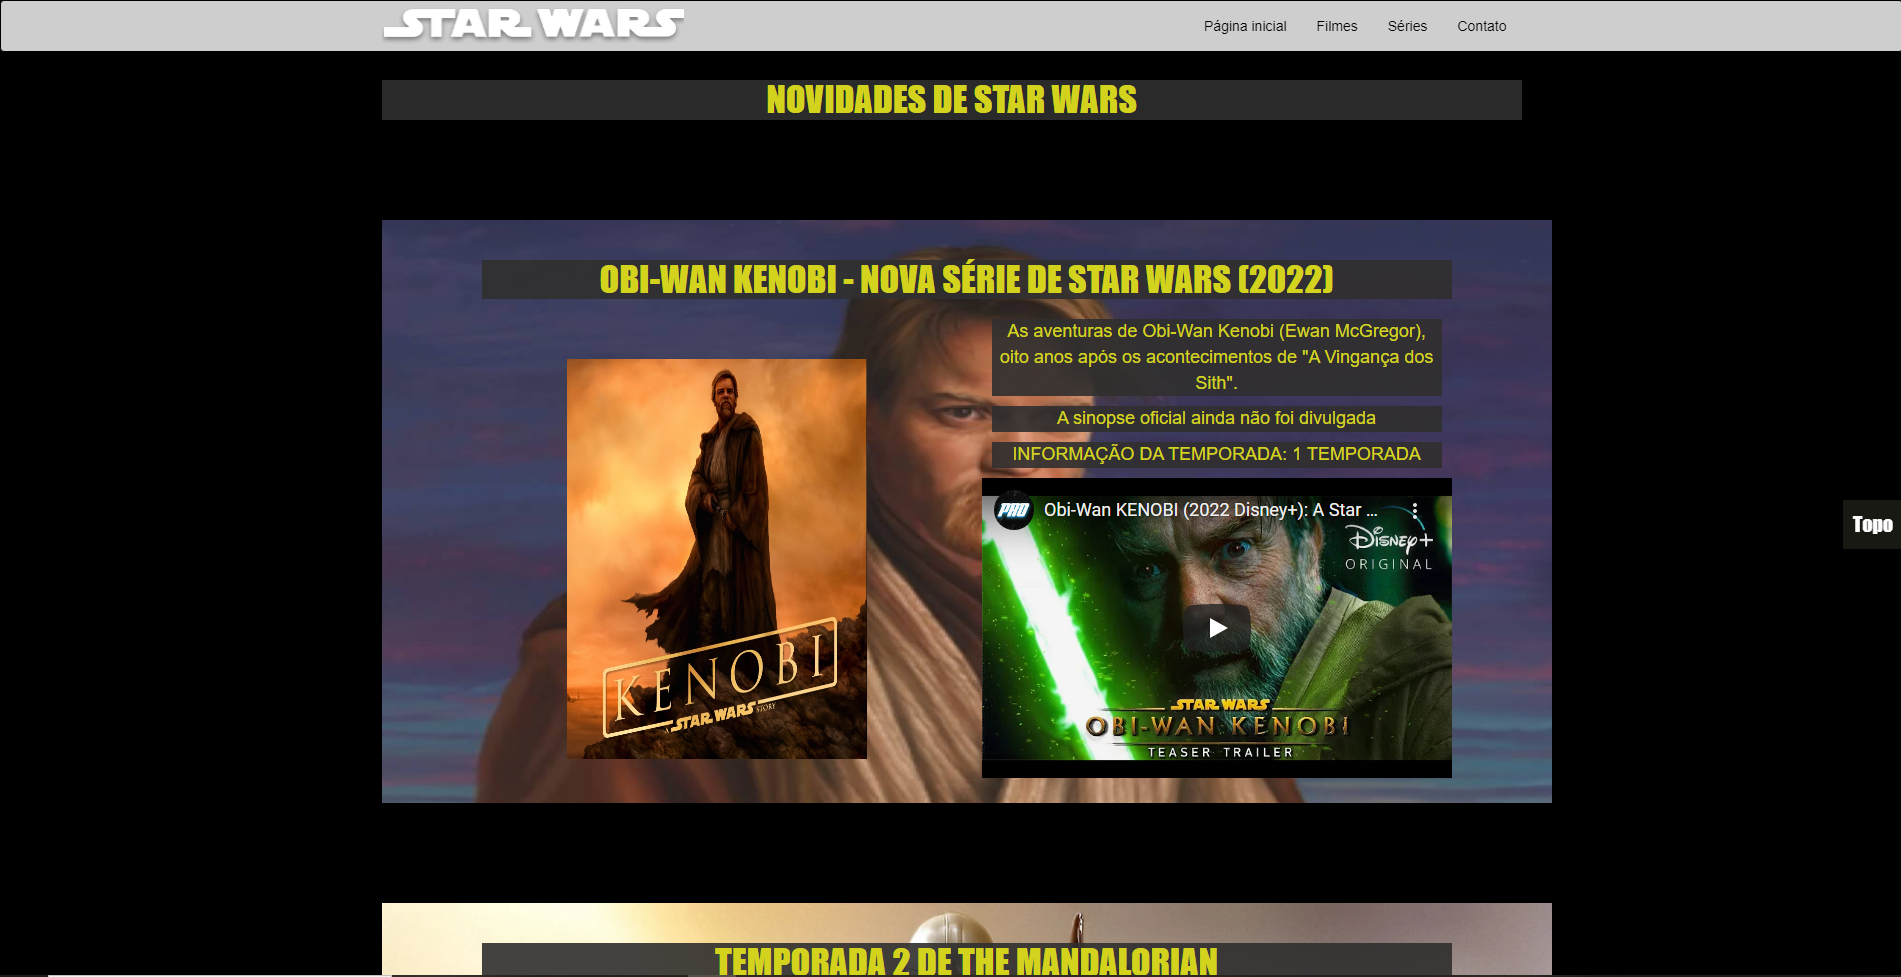 STAR WARS
Página inicial Filmes Séries Contato
NOVIDADES DE STAR WARS
OBI-WAN KENOBI - NOVA SÉRIE DE STAR WARS (2022)
As aventuras de Obi-Wan Kenobi (Ewan McGregor),
oito anos após os acontecimentos de "A Vingança dos
Sith".
A sinopse oficial ainda não foi divulgada
INFORMAÇÃO DA TEMPORADA: 1 TEMPORADA
KENOBI
A STAR WARS STORY
PRO
Obi-Wan KENOBI (2022 Disney+): A Star ...
Disney+
ORIGINAL
STAR WARS
OBI-WAN KENOBI
TEASER TRAILER
Topo
TEMPORADA 2 DE THE MANDALORIAN